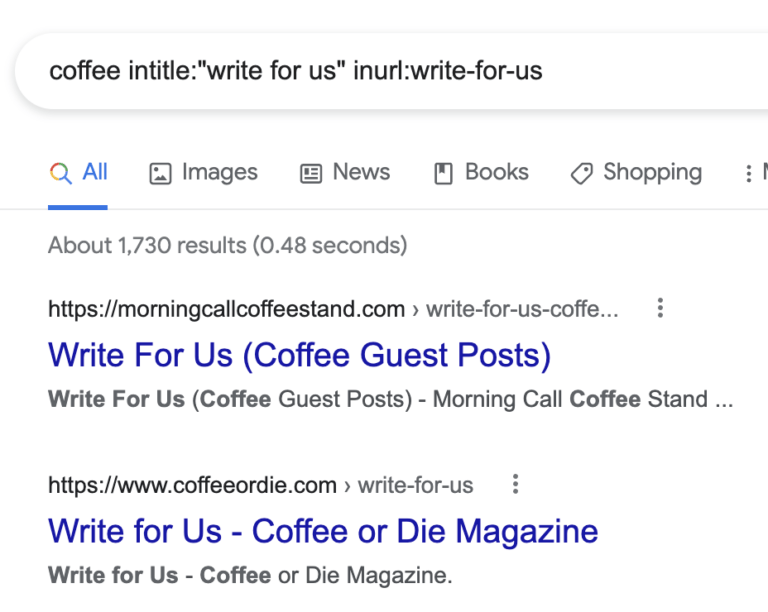 coffee intitle:"write for us" inurl:write-for-us
All Images News Books Shopping
About 1,730 results (0.48 seconds)
https://morningcallcoffeestand.com › write-for-us-coffe...
Write For Us (Coffee Guest Posts)
Write For Us (Coffee Guest Posts) - Morning Call Coffee Stand ...
https://www.coffeeordie.com › write-for-us
Write for Us - Coffee or Die Magazine
Write for Us - Coffee or Die Magazine.